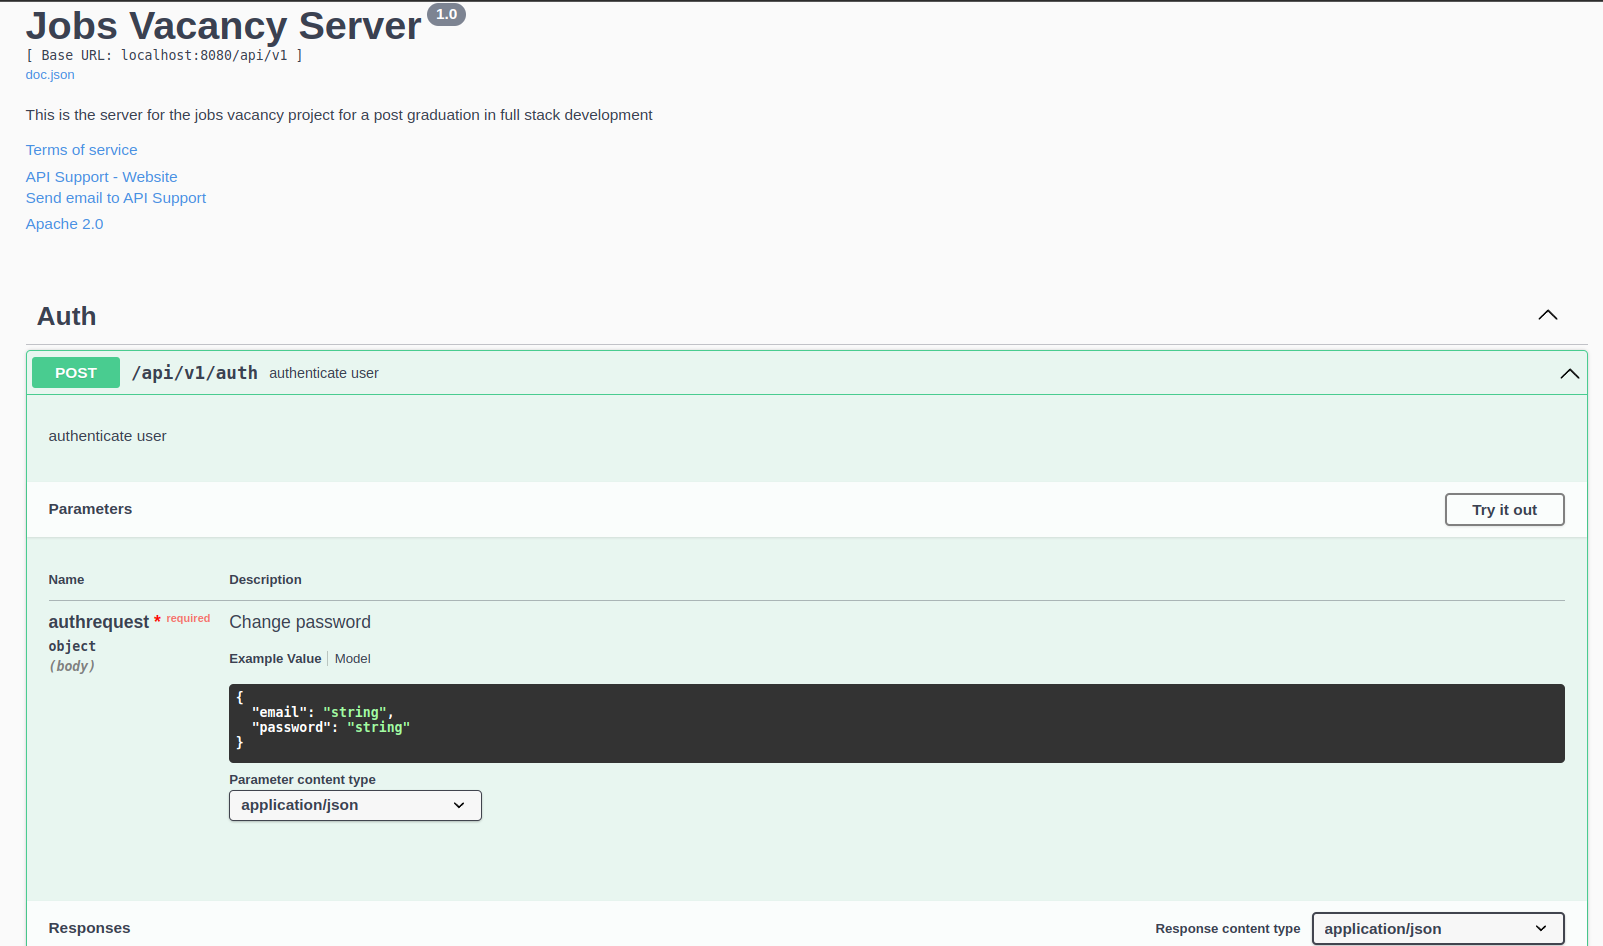 Jobs Vacancy Server 1.0
[ Base URL: localhost:8080/api/v1 ]
doc.json
This is the server for the jobs vacancy project for a post graduation in full stack development
Terms of service
API Support - Website
Send email to API Support
Apache 2.0
Auth
POST /api/v1/auth authenticate user
authenticate user
Parameters Try it out
Name Description
authrequest * required Change password
object
(body)
Example Value Model
{
  "email": "string",
  "password": "string"
}
Parameter content type
application/json
Responses Response content type application/json